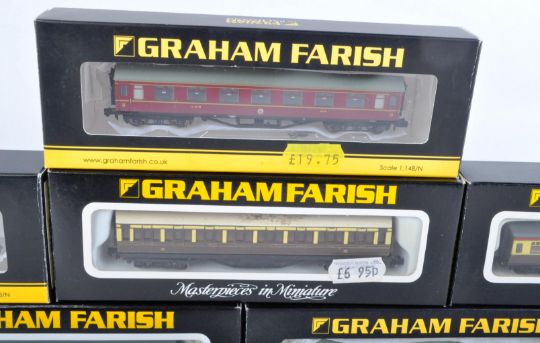 GRAHAM FARISH
www.grahamfarish.co.uk
£19.75
Scale 1:148/N
GRAHAM FARISH
£6 95p
Masterpieces in Miniature
GRAHAM FARISH
GRAHAM FARISH